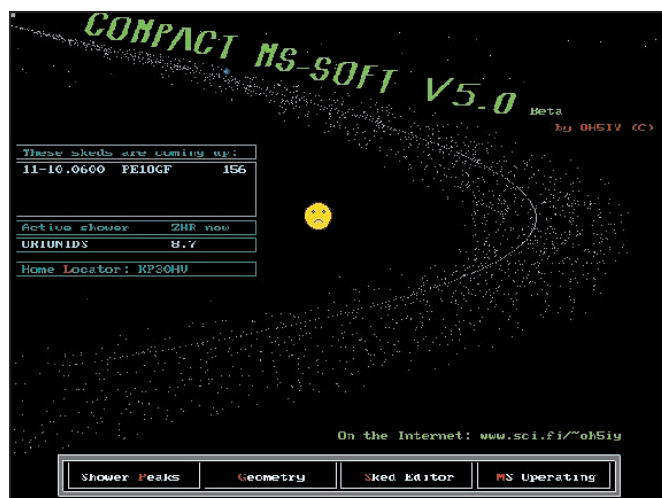 COMPACT MS-SOFT V5.0 Beta
by OH5IY (C)
These skeds are coming up:
11-10.0600 PE1OGF 156
Active shower ZHR now
ORIONIDS 8.7
Home Locator: KP30HV
On the Internet: www.sci.fi/~oh5iy
Shower Peaks
Geometry
Sked Editor
MS Operating